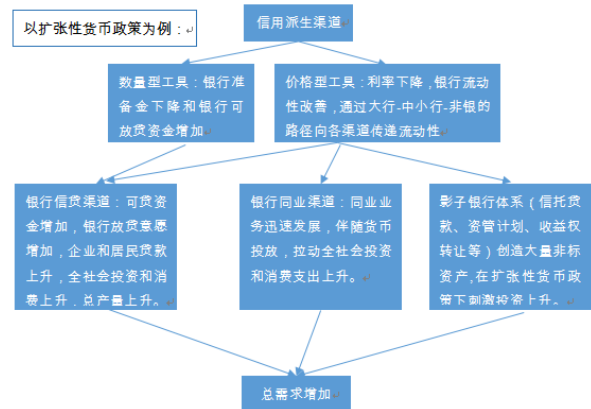 以扩张性货币政策为例：
信用派生渠道
数量型工具：银行准
备金下降和银行可
放贷资金增加
价格型工具：利率下降，银行流动
性改善，通过大行-中小行-非银的
路径向各渠道传递流动性
银行信贷渠道：可贷资
金增加，银行放贷意愿
增加，企业和居民贷款
上升，全社会投资和消
费上升，总产量上升。
银行同业渠道：同业业
务迅速发展，伴随货币
投放，拉动全社会投资
和消费支出上升。
影子银行体系（信托贷
款、资管计划、收益权
转让等）创造大量非标
资产,在扩张性货币政
策下刺激投资上升。
总需求增加